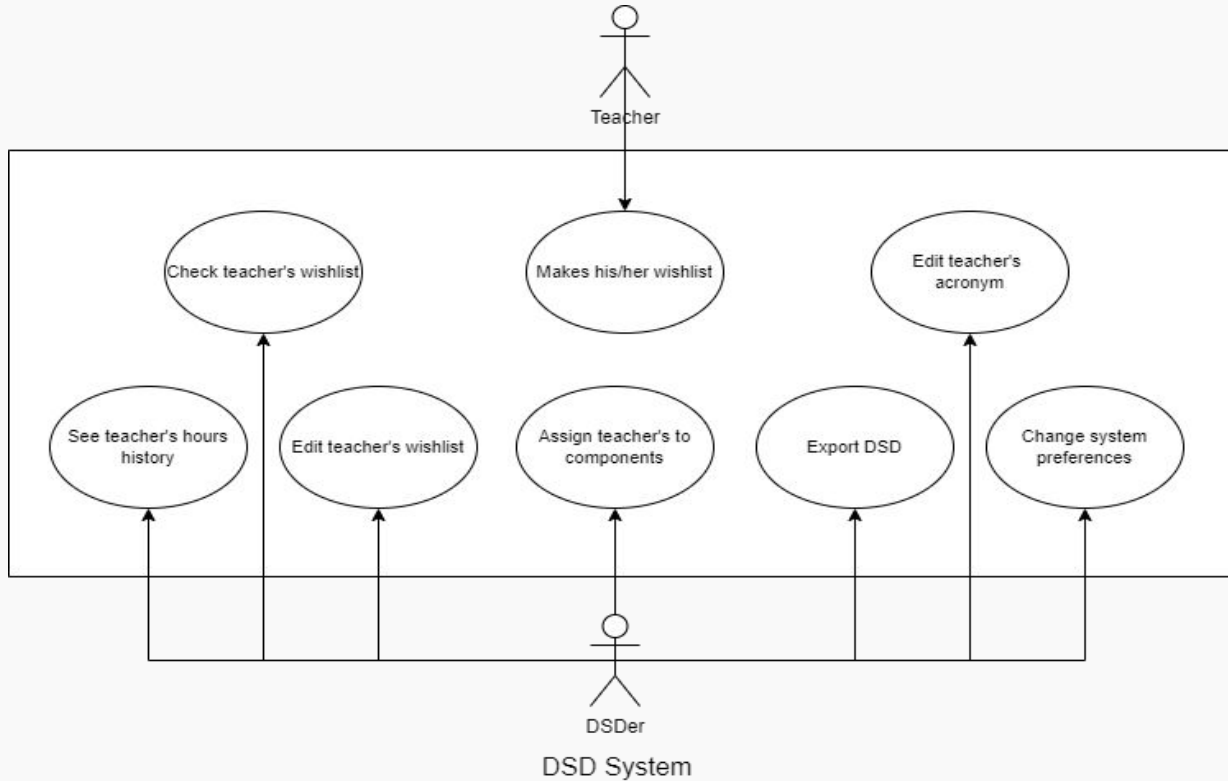 Teacher
Check teacher's wishlist
Makes his/her wishlist
Edit teacher's
acronym
See teacher's hours
history
Edit teacher's wishlist
Assign teacher's to
components
Export DSD
Change system
preferences
DSDer
DSD System